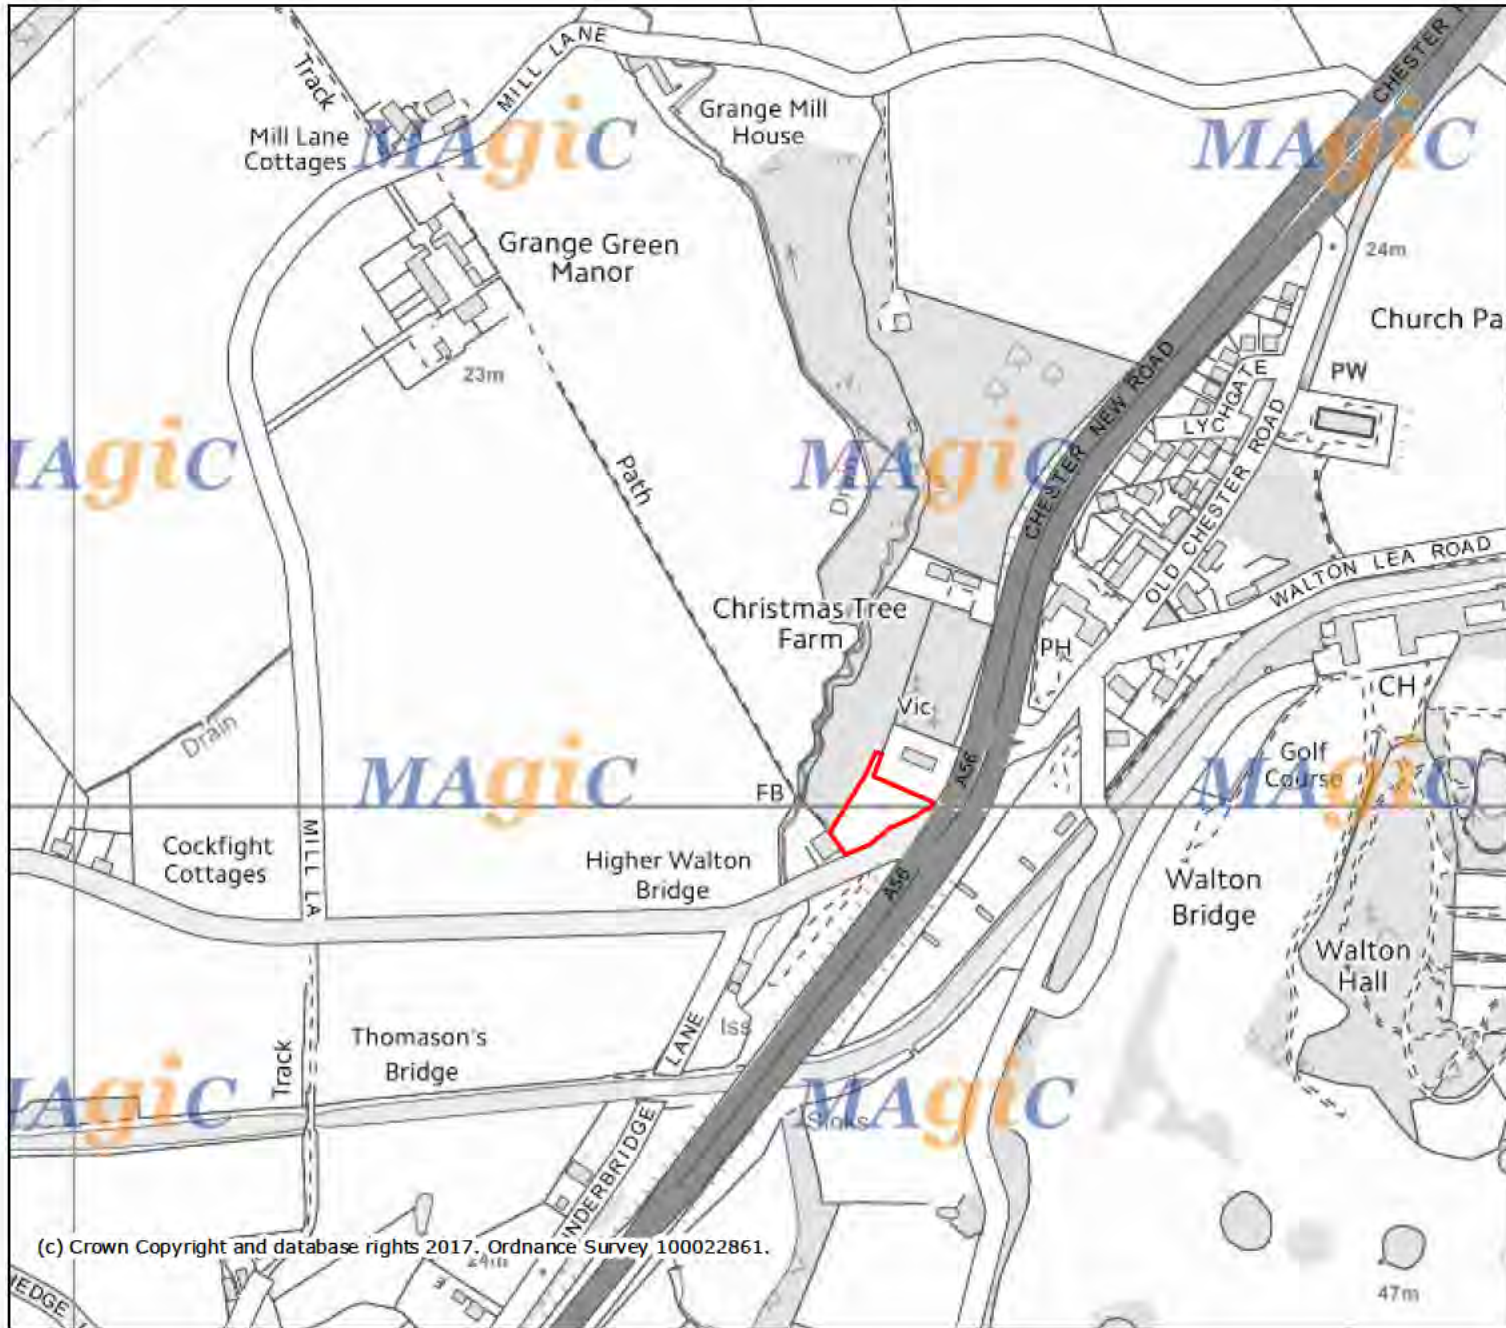 CHESTER
Track
MILL LANE
Grange Mill
House
Mill Lane
Cottages
MAgiC
MAgiC
Grange Green
Manor
24m
Church Pa
23m
CHESTER NEW ROAD
LYCHGATE
PW
OLD CHESTER ROAD
MAgiC
MAgiC
Path
Drain
WALTON LEA ROAD
Christmas Tree
Farm
PH
Vic
CH
Drain
Golf
Course
MAgiC
MAgiC
A56
FB
MILL LA
Cockfight
Cottages
Higher Walton
Bridge
A56
Walton
Bridge
Walton
Hall
Iss
LANE
Thomason's
Bridge
Track
MAgiC
MAgiC
UNDERBRIDGE
(c) Crown Copyright and database rights 2017. Ordnance Survey 100022861.
24m
47m